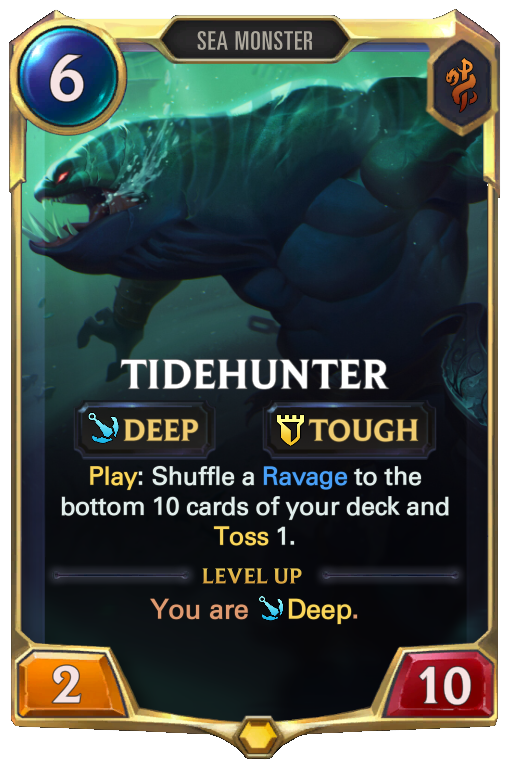 SEA MONSTER
6
TIDEHUNTER
DEEP
TOUGH
Play: Shuffle a Ravage to the
bottom 10 cards of your deck and
Toss 1.
LEVEL UP
You are Deep.
2
10